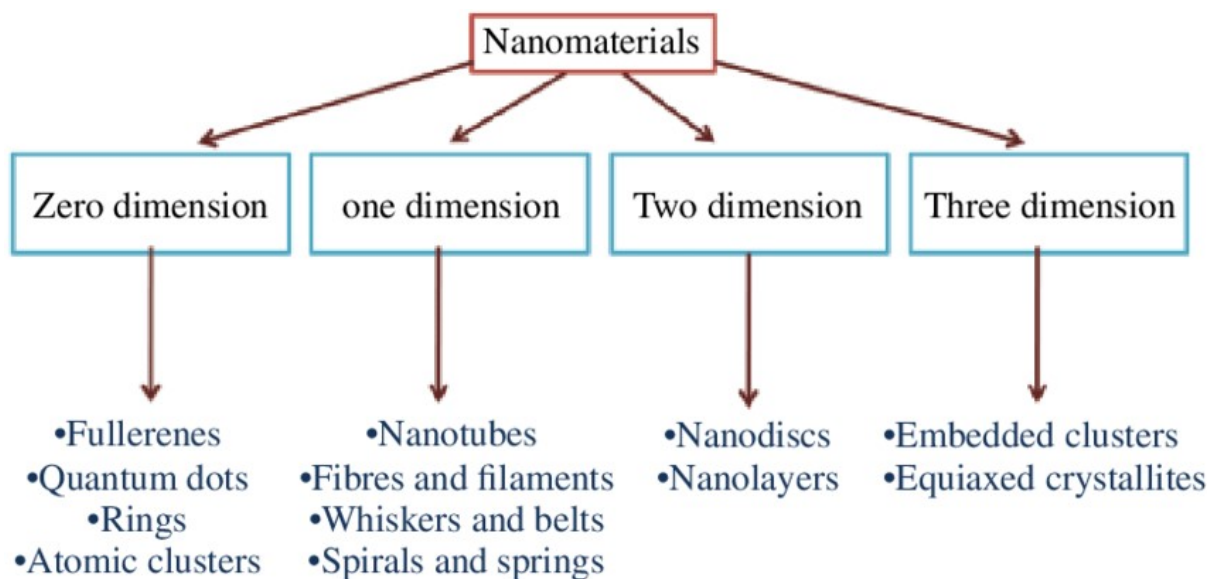 Nanomaterials
Zero dimension
one dimension
Two dimension
Three dimension
•Fullerenes
•Quantum dots
•Rings
•Atomic clusters
•Nanotubes
•Fibres and filaments
•Whiskers and belts
•Spirals and springs
•Nanodiscs
•Nanolayers
•Embedded clusters
•Equiaxed crystallites